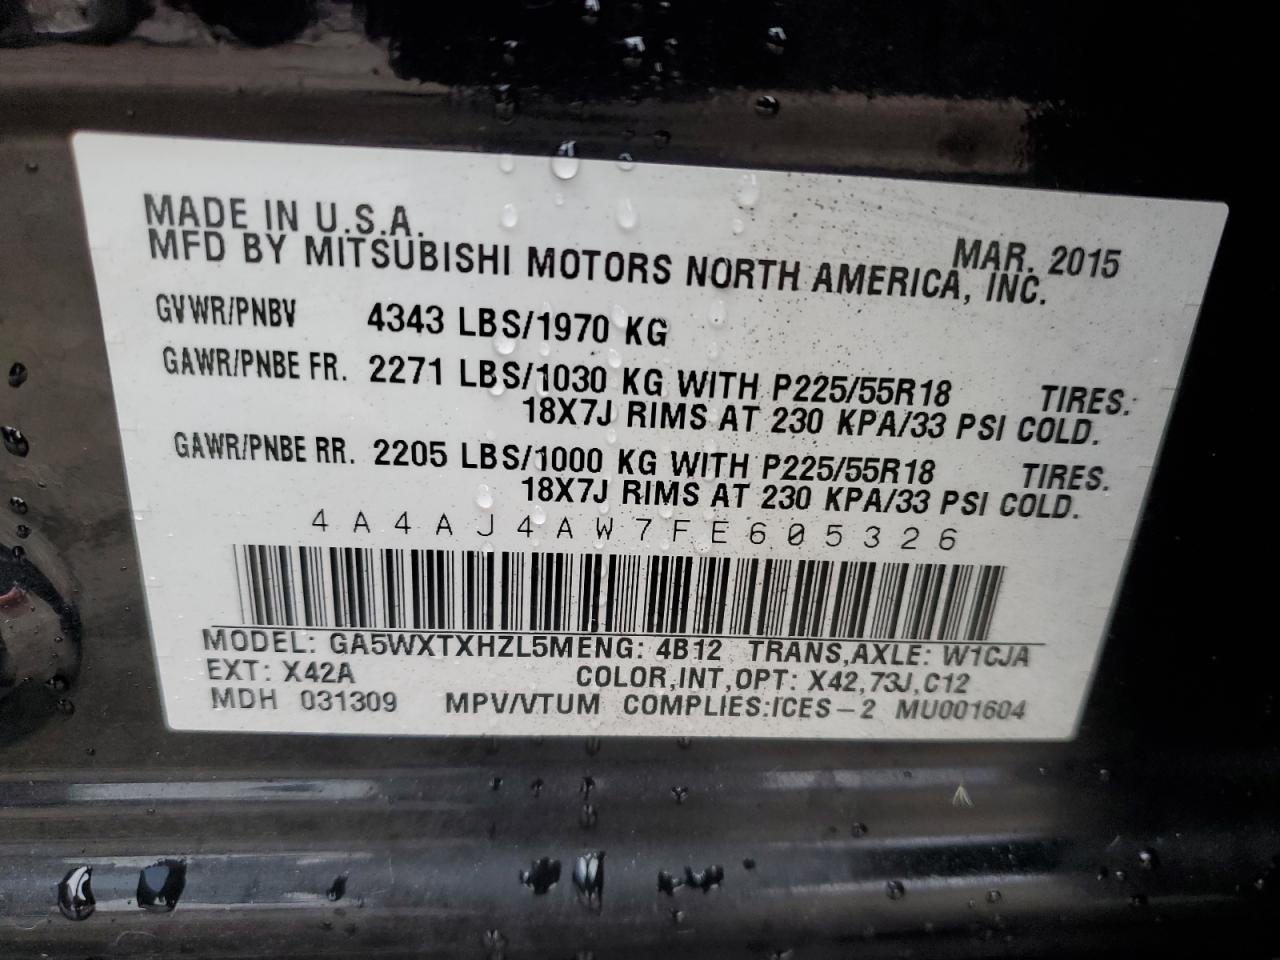 MADE IN U.S.A. MAR. 2015
MFD BY MITSUBISHI MOTORS NORTH AMERICA, INC.
GVWR/PNBV 4343 LBS/1970 KG
GAWR/PNBE FR. 2271 LBS/1030 KG WITH P225/55R18 TIRES.
18X7J RIMS AT 230 KPA/33 PSI COLD.
GAWR/PNBE RR. 2205 LBS/1000 KG WITH P225/55R18 TIRES.
18X7J RIMS AT 230 KPA/33 PSI COLD.
4A4AJ4AW7FE605326
MODEL: GA5WXTXHZL5MENG: 4B12 TRANS,AXLE: W1CJA
EXT: X42A COLOR,INT,OPT: X42,73J,C12
MDH 031309 MPV/VTUM COMPLIES:ICES-2 MU001604